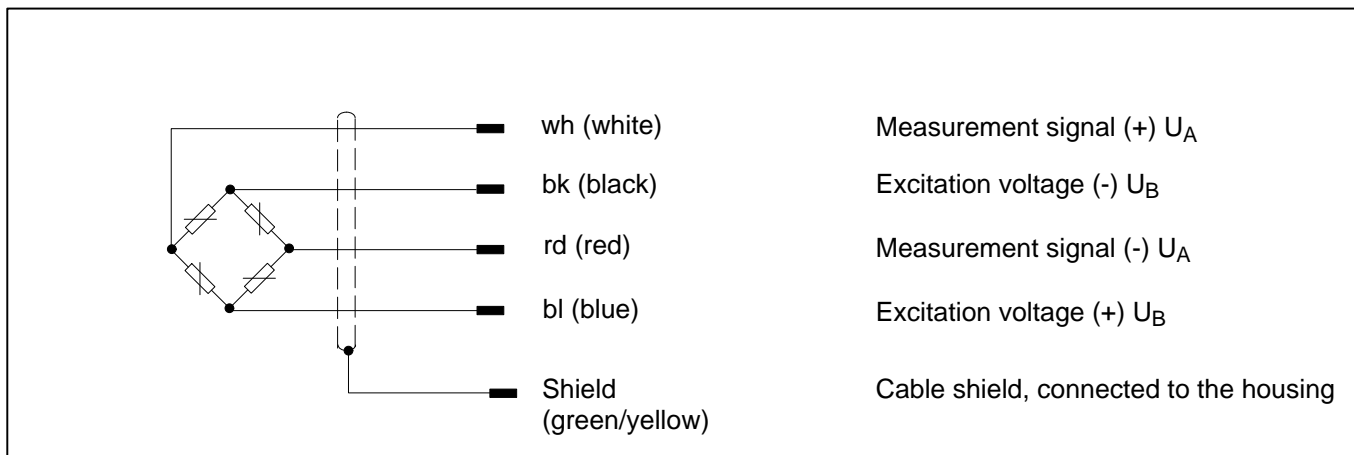 wh (white) Measurement signal (+) U_A
bk (black) Excitation voltage (-) U_B
rd (red) Measurement signal (-) U_A
bl (blue) Excitation voltage (+) U_B
Shield Cable shield, connected to the housing
(green/yellow)